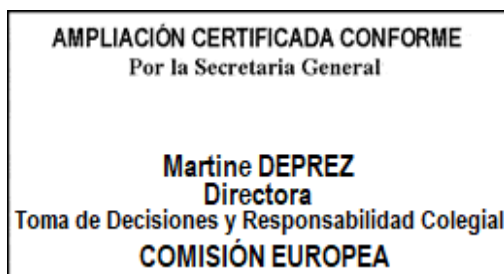 AMPLIACIÓN CERTIFICADA CONFORME
Por la Secretaria General
Martine DEPREZ
Directora
Toma de Decisiones y Responsabilidad Colegial
COMISIÓN EUROPEA